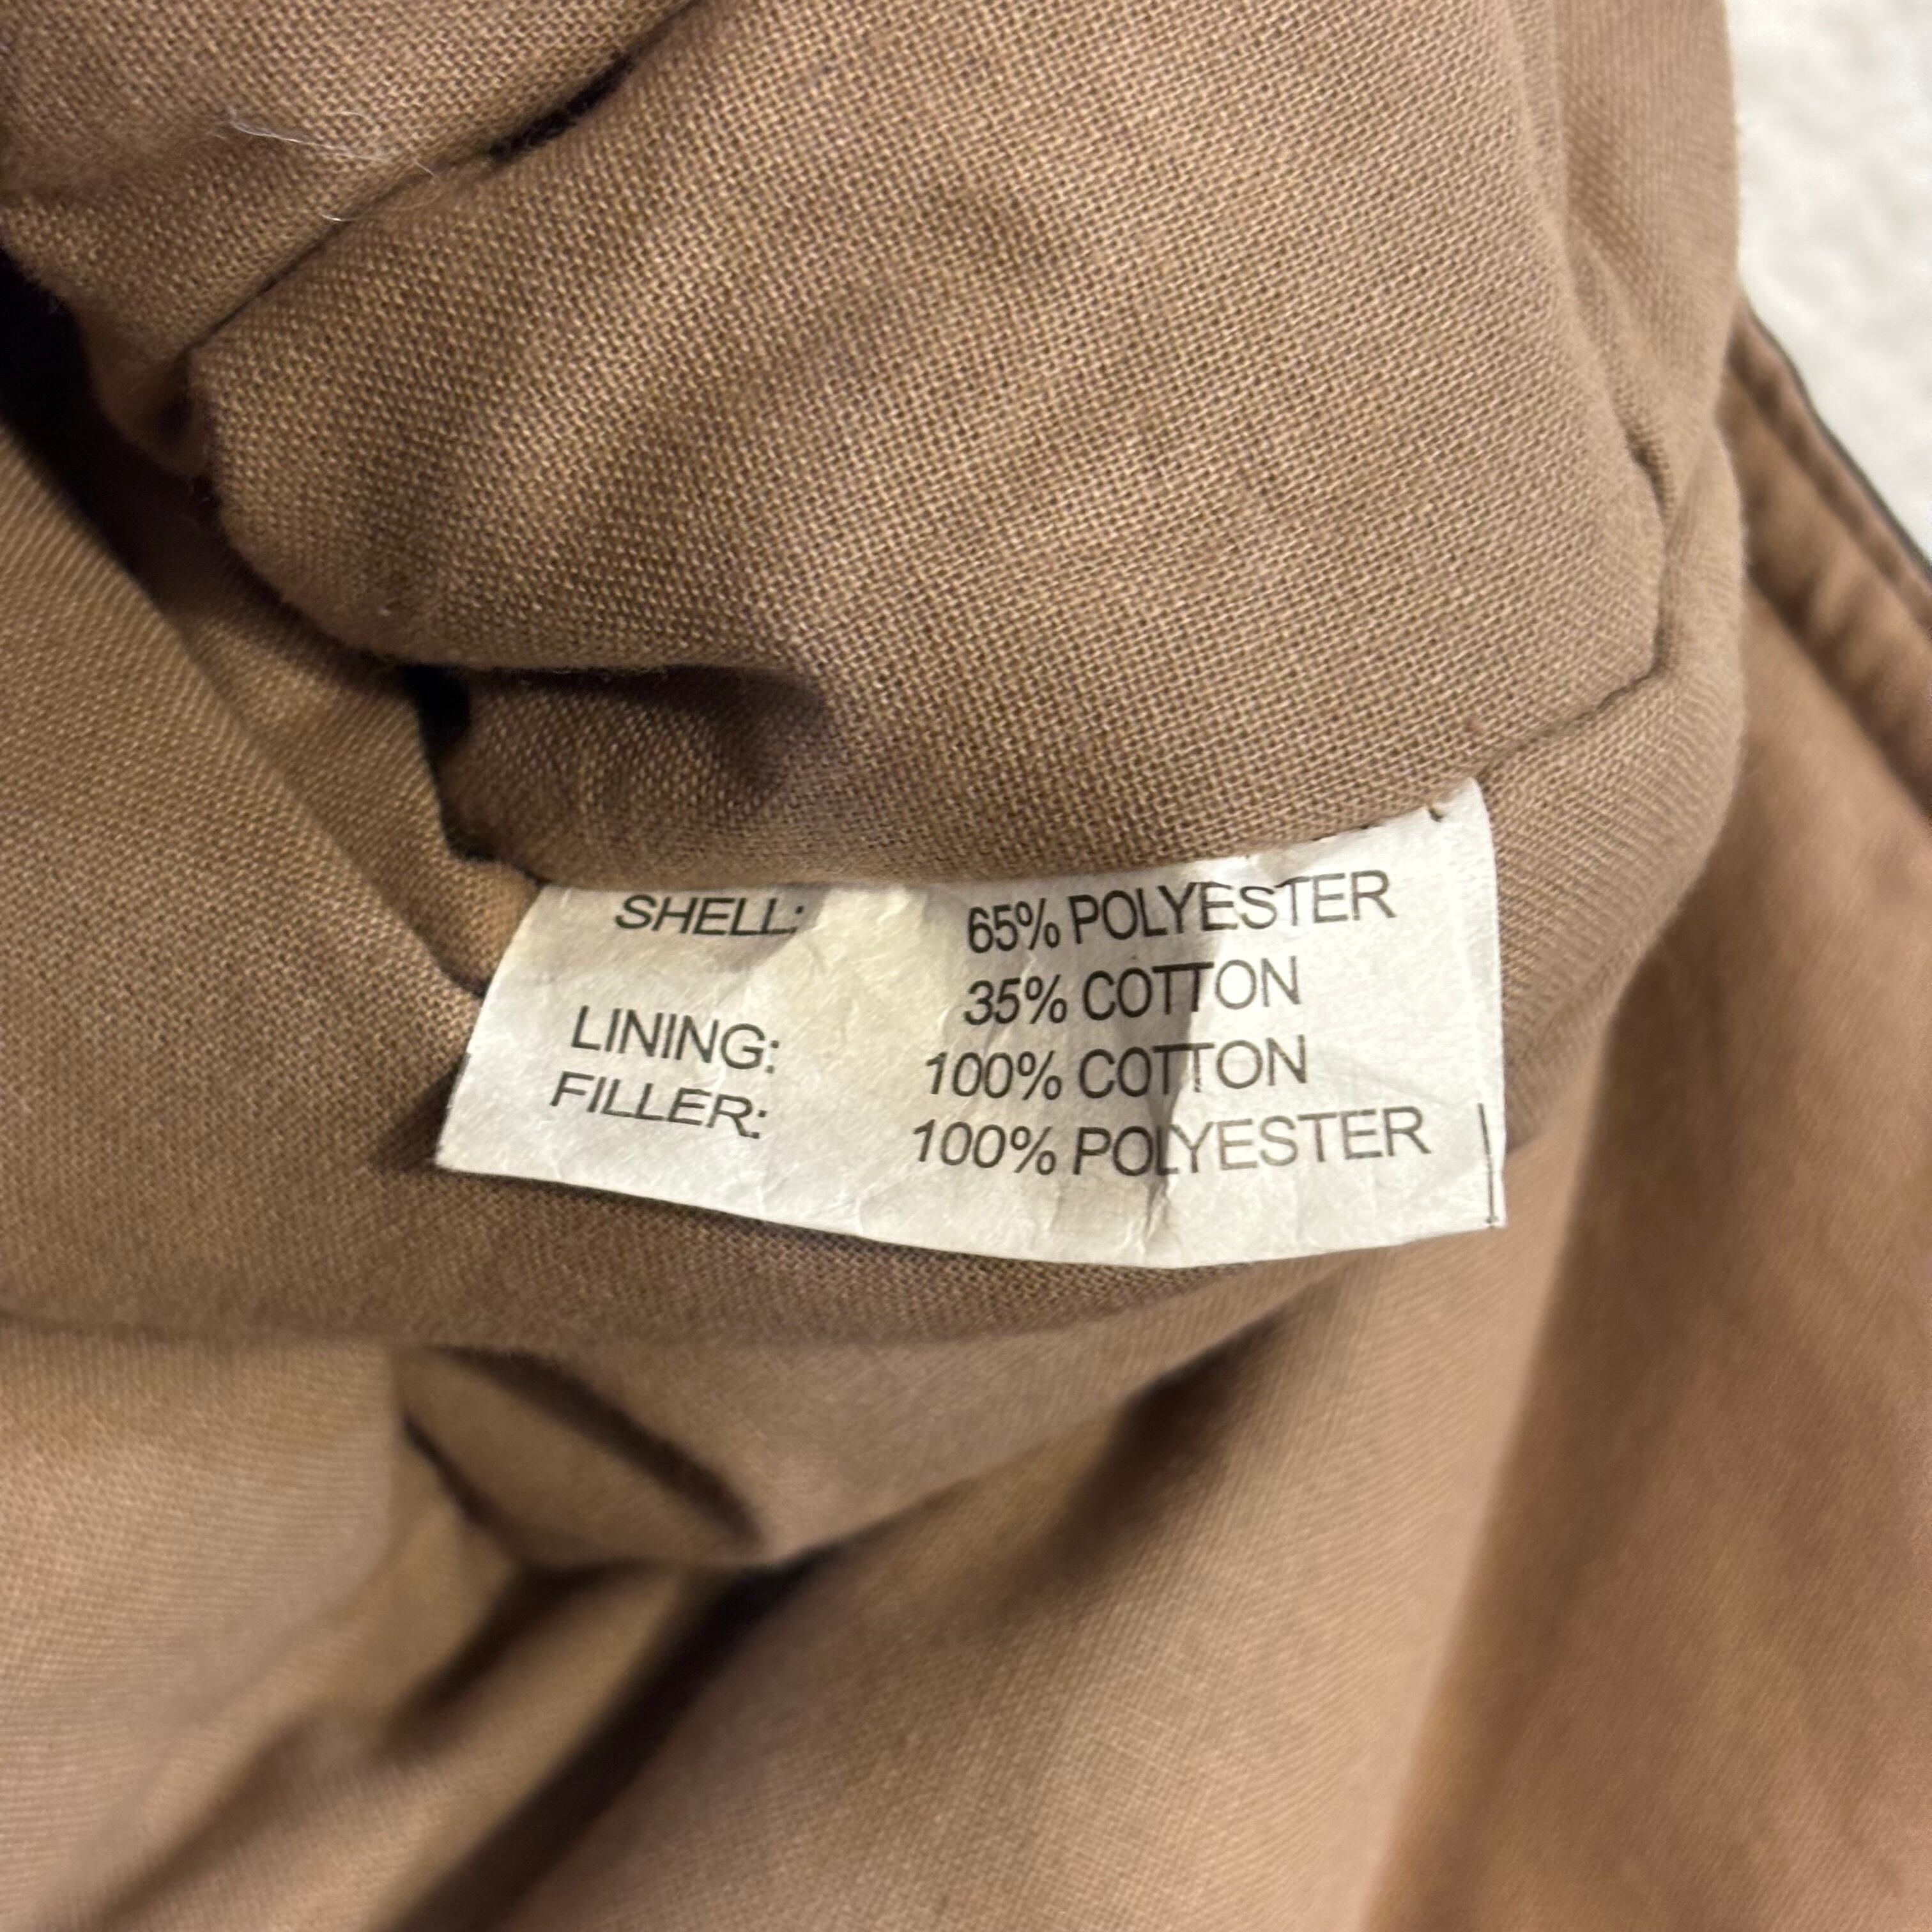 SHELL: 65% POLYESTER
35% COTTON
LINING: 100% COTTON
FILLER: 100% POLYESTER